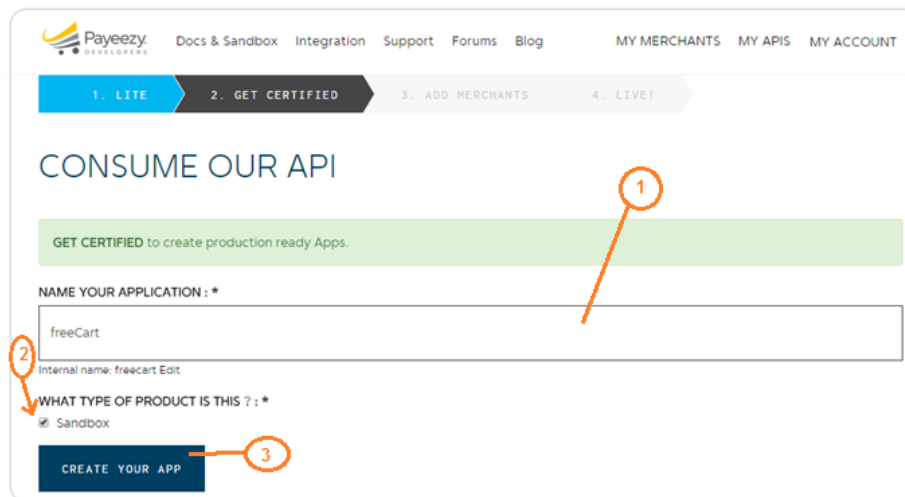 Payeezy.
DEVELOPERS
Docs & Sandbox Integration Support Forums Blog MY MERCHANTS MY APIS MY ACCOUNT
1. LITE 2. GET CERTIFIED 3. ADD MERCHANTS 4. LIVE!
CONSUME OUR API
1
GET CERTIFIED to create production ready Apps.
NAME YOUR APPLICATION : *
freeCart
2
Internal name: freecart Edit
WHAT TYPE OF PRODUCT IS THIS ? : *
Sandbox
CREATE YOUR APP
3